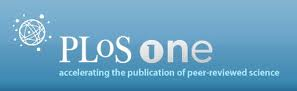 PLoS one
accelerating the publication of peer-reviewed science